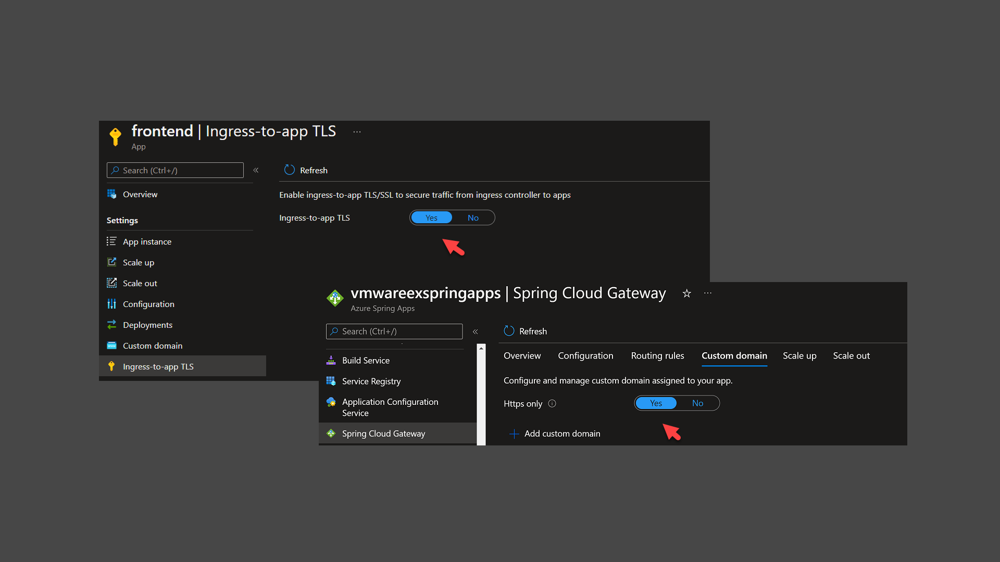 frontend | Ingress-to-app TLS ...
App
Search (Ctrl+/) «
Refresh
Overview
Enable ingress-to-app TLS/SSL to secure traffic from ingress controller to apps
Ingress-to-app TLS Yes No
Settings
App instance
Scale up
Scale out
Configuration
Deployments
Custom domain
Ingress-to-app TLS
vmwareexspringapps | Spring Cloud Gateway ...
Azure Spring Apps
Search (Ctrl+/) «
Refresh
Build Service
Service Registry
Application Configuration
Service
Spring Cloud Gateway
Overview Configuration Routing rules Custom domain Scale up Scale out
Configure and manage custom domain assigned to your app.
Https only Yes No
Add custom domain